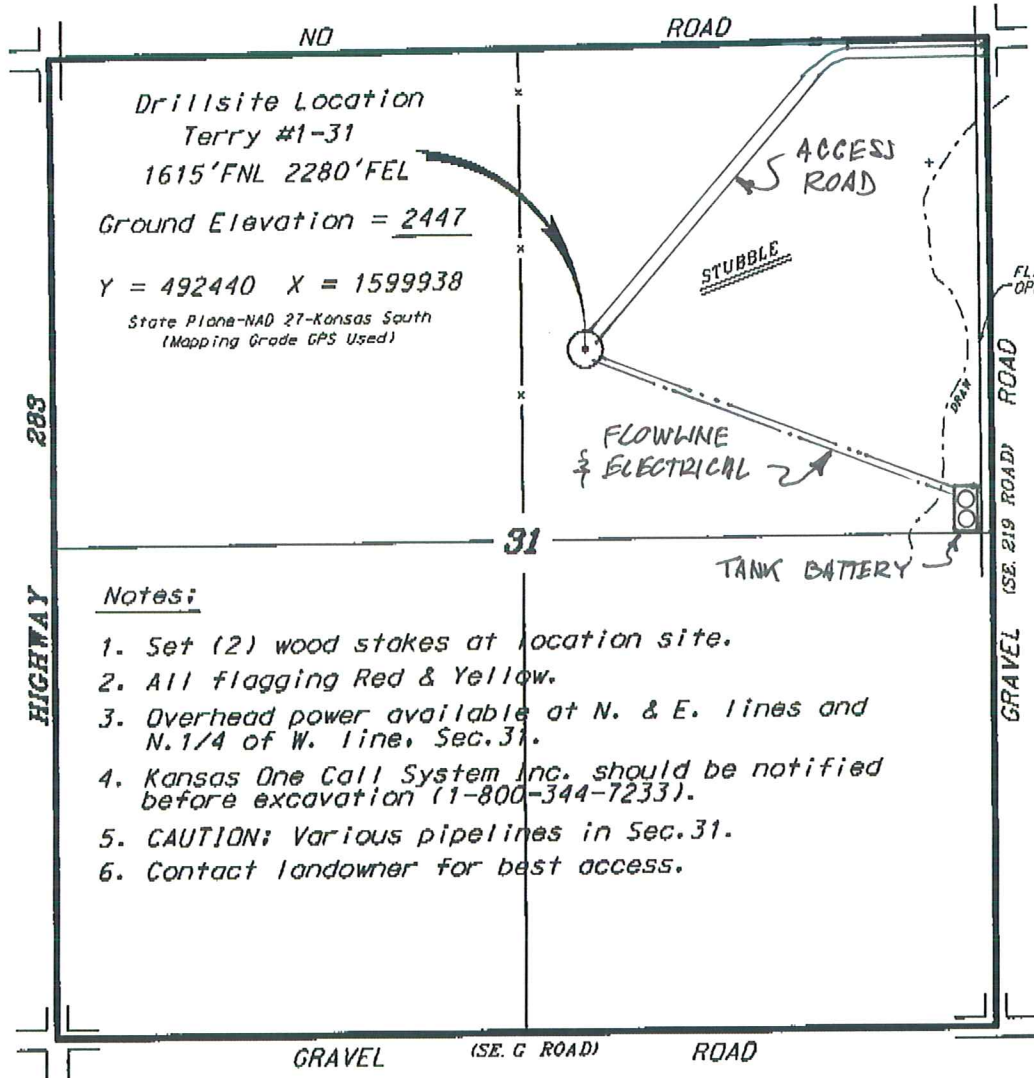 NO ROAD
Drillsite Location
Terry #1-31
1615'FNL 2280'FEL
Ground Elevation = 2447
Y = 492440 X = 1599938
State Plane-NAD 27-Kansas South
(Mapping Grade GPS Used)
ACCESS
ROAD
STUBBLE
DRAW
FLOWLINE
& ELECTRICAL
TANK BATTERY
31
HIGHWAY 283
GRAVEL (SE. 219 ROAD) ROAD
Notes:
1. Set (2) wood stakes at location site.
2. All flagging Red & Yellow.
3. Overhead power available at N. & E. lines and
N.1/4 of W. line, Sec.31.
4. Kansas One Call System Inc. should be notified
before excavation (1-800-344-7233).
5. CAUTION: Various pipelines in Sec.31.
6. Contact landowner for best access.
GRAVEL (SE. G ROAD) ROAD